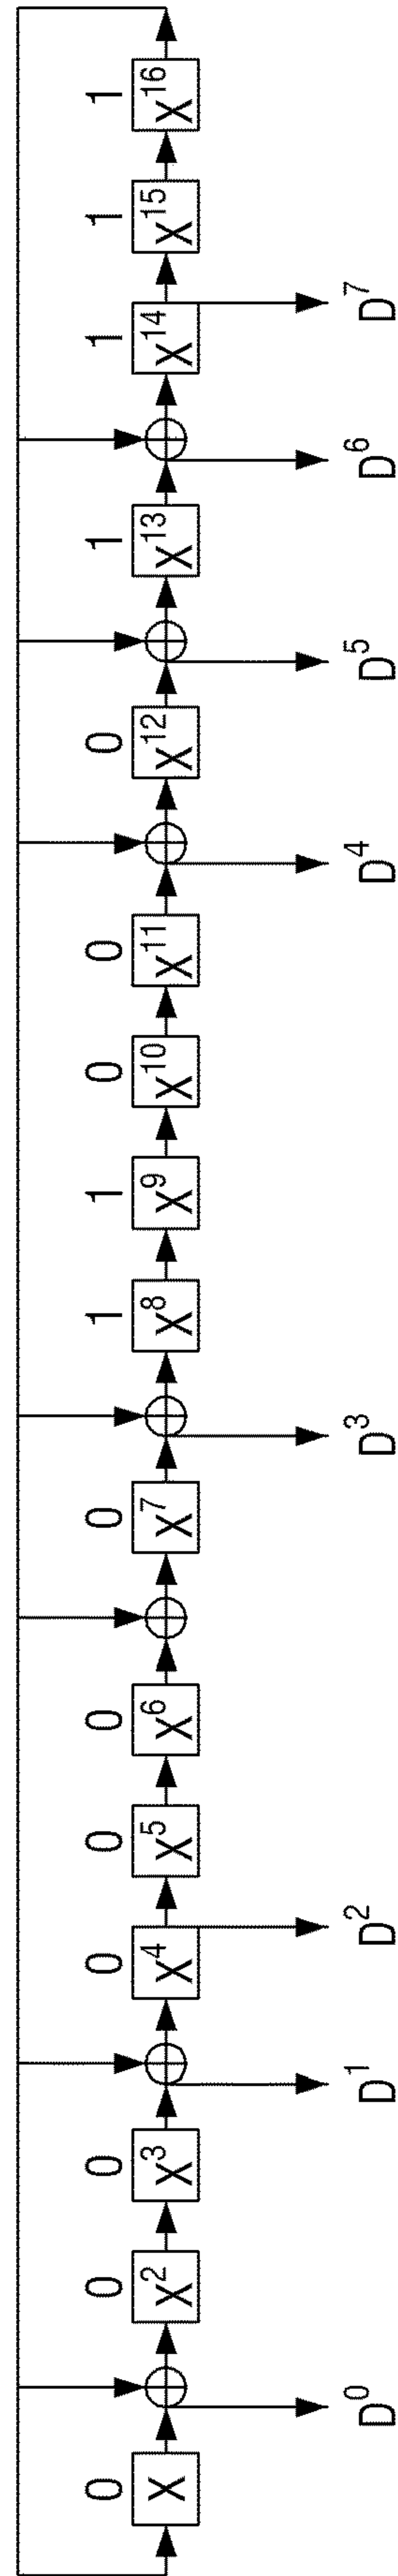 0 0 0 0 0 0 0 1 1 0 0 0 1 1 1 1
X X² X³ X⁴ X⁵ X⁶ X⁷ X⁸ X⁹ X¹⁰ X¹¹ X¹² X¹³ X¹⁴ X¹⁵ X¹⁶
D⁰ D¹ D² D³ D⁴ D⁵ D⁶ D⁷